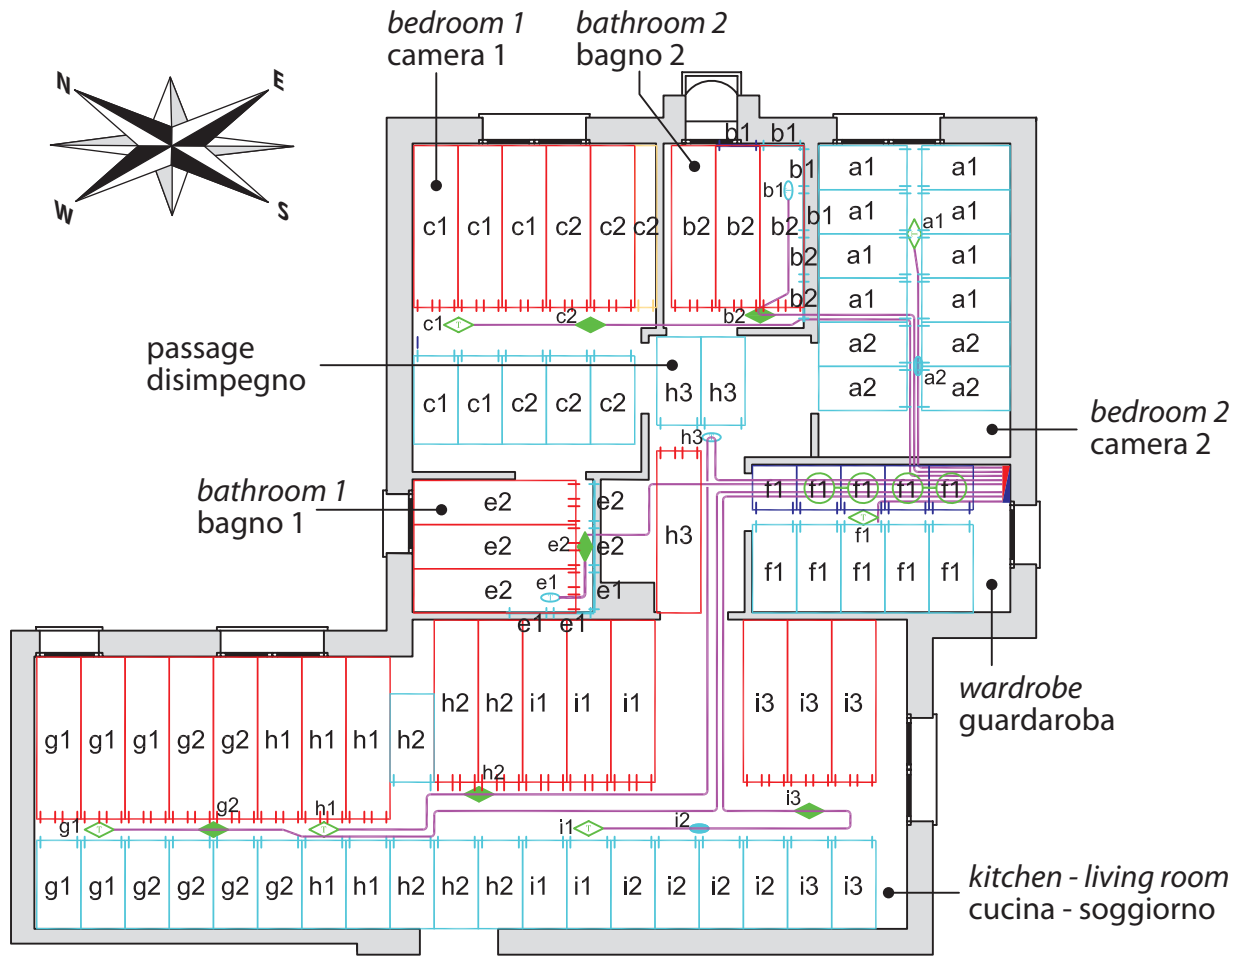 bedroom 1
camera 1
bathroom 2
bagno 2
N
E
W
S
b1 b1
c1 c1 c1 c2 c2 c2
b2 b2 b2
b1
b1
b1
b2
b2
a1 a1
a1 a1
a1
a1 a1
a1 a1
a2 a2
a2 a2
a2
c1 T c2
b2
passage
disimpegno
c1 c1 c2 c2 c2
h3 h3
h3
bedroom 2
camera 2
bathroom 1
bagno 1
e2 e2
e2 e2 e2
e2 e1 e1
e1 e1
h3
f1 f1 f1 f1 f1
f1
f1 f1 f1 f1 f1
wardrobe
guardaroba
g1 g1 g1 g2 g2 h1 h1 h1 h2 h2 h2 i1 i1 i1 i3 i3 i3
h2
g1 T g2 h1 T i1 T i2 i3
g1 g1 g2 g2 g2 g2 h1 h1 h2 h2 h2 i1 i1 i2 i2 i2 i2 i3 i3
kitchen - living room
cucina - soggiorno